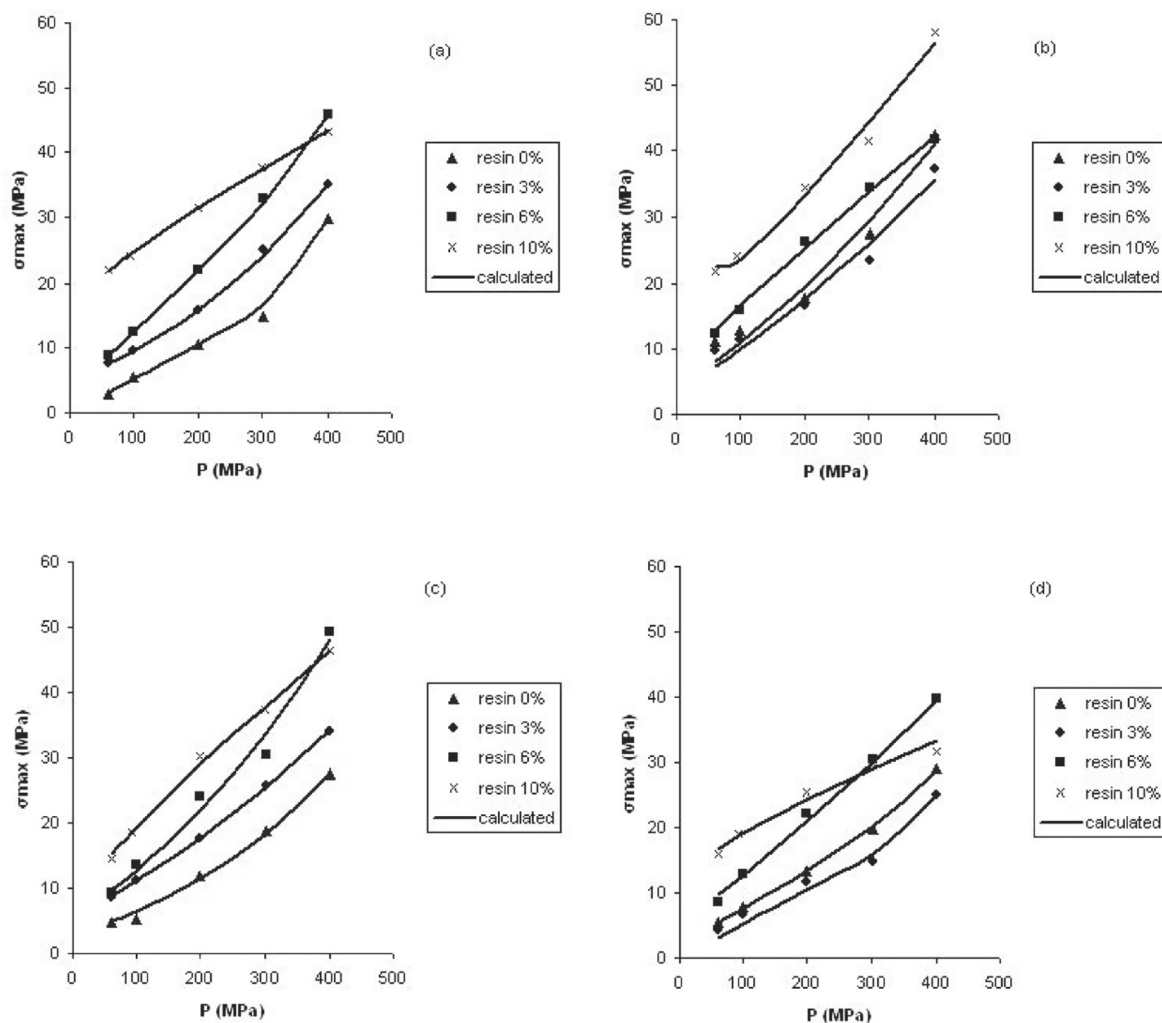 (a)
60
50
40
30
20
10
0
σmax (MPa)
0 100 200 300 400 500
P (MPa)
resin 0%
resin 3%
resin 6%
resin 10%
calculated
(b)
60
50
40
30
20
10
0
σmax (MPa)
0 100 200 300 400 500
P (MPa)
resin 0%
resin 3%
resin 6%
resin 10%
calculated
(c)
60
50
40
30
20
10
0
σmax (MPa)
0 100 200 300 400 500
P (MPa)
resin 0%
resin 3%
resin 6%
resin 10%
calculated
(d)
60
50
40
30
20
10
0
σmax (MPa)
0 100 200 300 400 500
P (MPa)
resin 0%
resin 3%
resin 6%
resin 10%
calculated